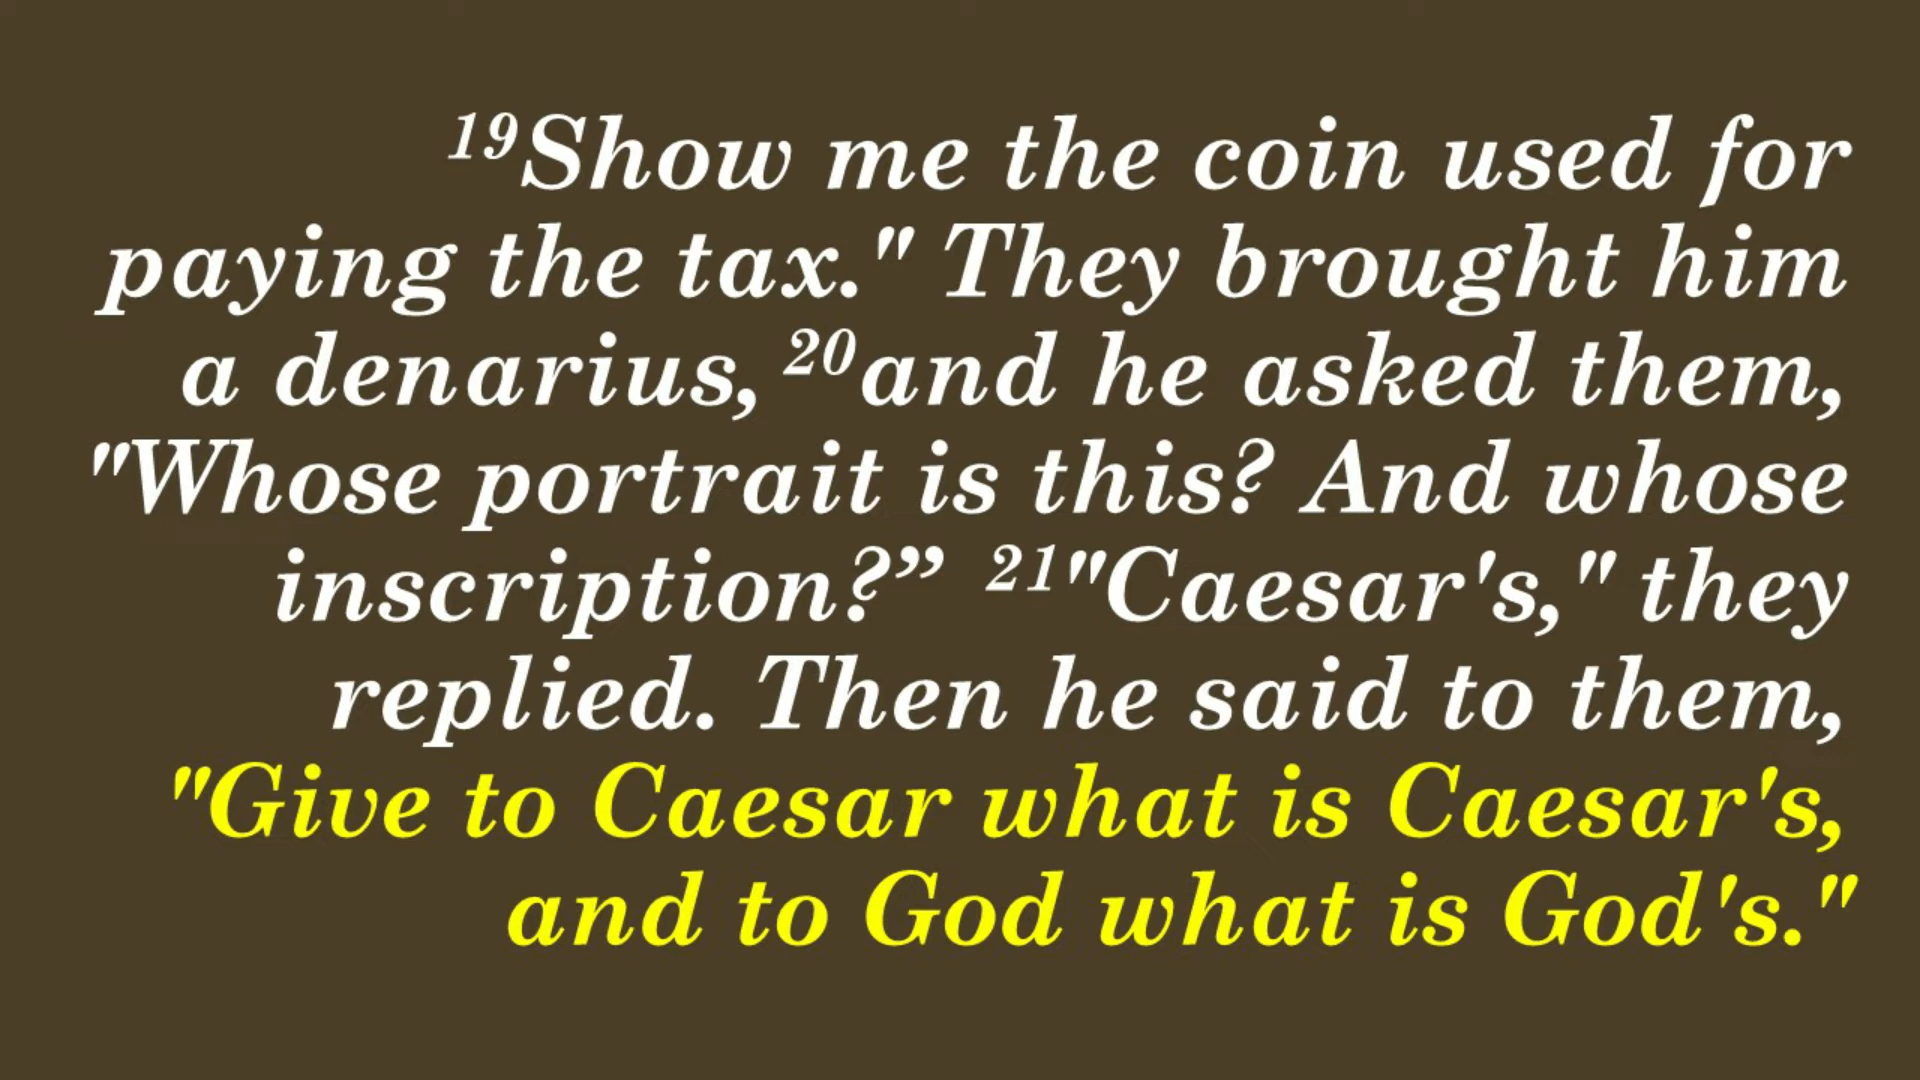 ¹⁹Show me the coin used for
paying the tax." They brought him
a denarius, ²⁰and he asked them,
"Whose portrait is this? And whose
inscription?” ²¹"Caesar's," they
replied. Then he said to them,
"Give to Caesar what is Caesar's,
and to God what is God's."